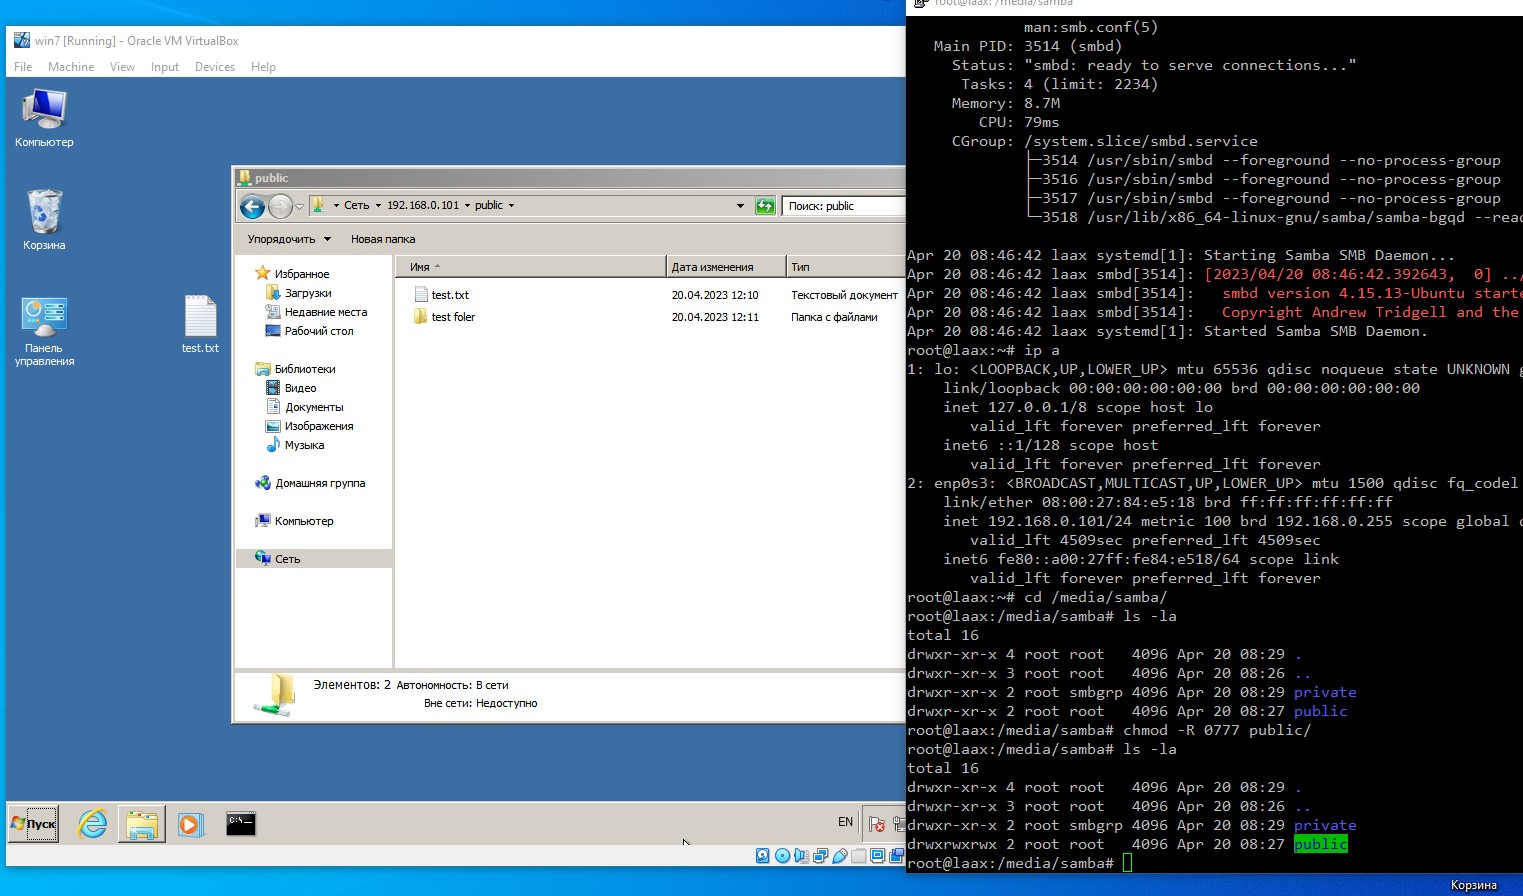 win7 [Running] - Oracle VM VirtualBox
File Machine View Input Devices Help
Компьютер
Корзина
Панель
управления
test.txt
public
Сеть 192.168.0.101 public
Поиск: public
Упорядочить Новая папка
Избранное
Загрузки
Недавние места
Рабочий стол
Библиотеки
Видео
Документы
Изображения
Музыка
Домашняя группа
Компьютер
Сеть
Имя Дата изменения Тип
test.txt 20.04.2023 12:10 Текстовый документ
test foler 20.04.2023 12:11 Папка с файлами
Элементов: 2 Автономность: В сети
Вне сети: Недоступно
Пуск
EN
root@laax: /media/samba
man:smb.conf(5)
Main PID: 3514 (smbd)
Status: "smbd: ready to serve connections..."
Tasks: 4 (limit: 2234)
Memory: 8.7M
CPU: 79ms
CGroup: /system.slice/smbd.service
├─3514 /usr/sbin/smbd --foreground --no-process-group
├─3516 /usr/sbin/smbd --foreground --no-process-group
├─3517 /usr/sbin/smbd --foreground --no-process-group
└─3518 /usr/lib/x86_64-linux-gnu/samba/samba-bgqd --read
Apr 20 08:46:42 laax systemd[1]: Starting Samba SMB Daemon...
Apr 20 08:46:42 laax smbd[3514]: [2023/04/20 08:46:42.392643,  0] ../
Apr 20 08:46:42 laax smbd[3514]:   smbd version 4.15.13-Ubuntu starte
Apr 20 08:46:42 laax smbd[3514]:   Copyright Andrew Tridgell and the
Apr 20 08:46:42 laax systemd[1]: Started Samba SMB Daemon.
root@laax:~# ip a
1: lo: <LOOPBACK,UP,LOWER_UP> mtu 65536 qdisc noqueue state UNKNOWN g
link/loopback 00:00:00:00:00:00 brd 00:00:00:00:00:00
inet 127.0.0.1/8 scope host lo
valid_lft forever preferred_lft forever
inet6 ::1/128 scope host
valid_lft forever preferred_lft forever
2: enp0s3: <BROADCAST,MULTICAST,UP,LOWER_UP> mtu 1500 qdisc fq_codel
link/ether 08:00:27:84:e5:18 brd ff:ff:ff:ff:ff:ff
inet 192.168.0.101/24 metric 100 brd 192.168.0.255 scope global
valid_lft 4509sec preferred_lft 4509sec
inet6 fe80::a00:27ff:fe84:e518/64 scope link
valid_lft forever preferred_lft forever
root@laax:~# cd /media/samba/
root@laax:/media/samba# ls -la
total 16
drwxr-xr-x 4 root root   4096 Apr 20 08:29 .
drwxr-xr-x 3 root root   4096 Apr 20 08:26 ..
drwxr-xr-x 2 root smbgrp 4096 Apr 20 08:29 private
drwxr-xr-x 2 root root   4096 Apr 20 08:27 public
root@laax:/media/samba# chmod -R 0777 public/
root@laax:/media/samba# ls -la
total 16
drwxr-xr-x 4 root root   4096 Apr 20 08:29 .
drwxr-xr-x 3 root root   4096 Apr 20 08:26 ..
drwxr-xr-x 2 root smbgrp 4096 Apr 20 08:29 private
drwxrwxrwx 2 root root   4096 Apr 20 08:27 public
root@laax:/media/samba#
Корзина